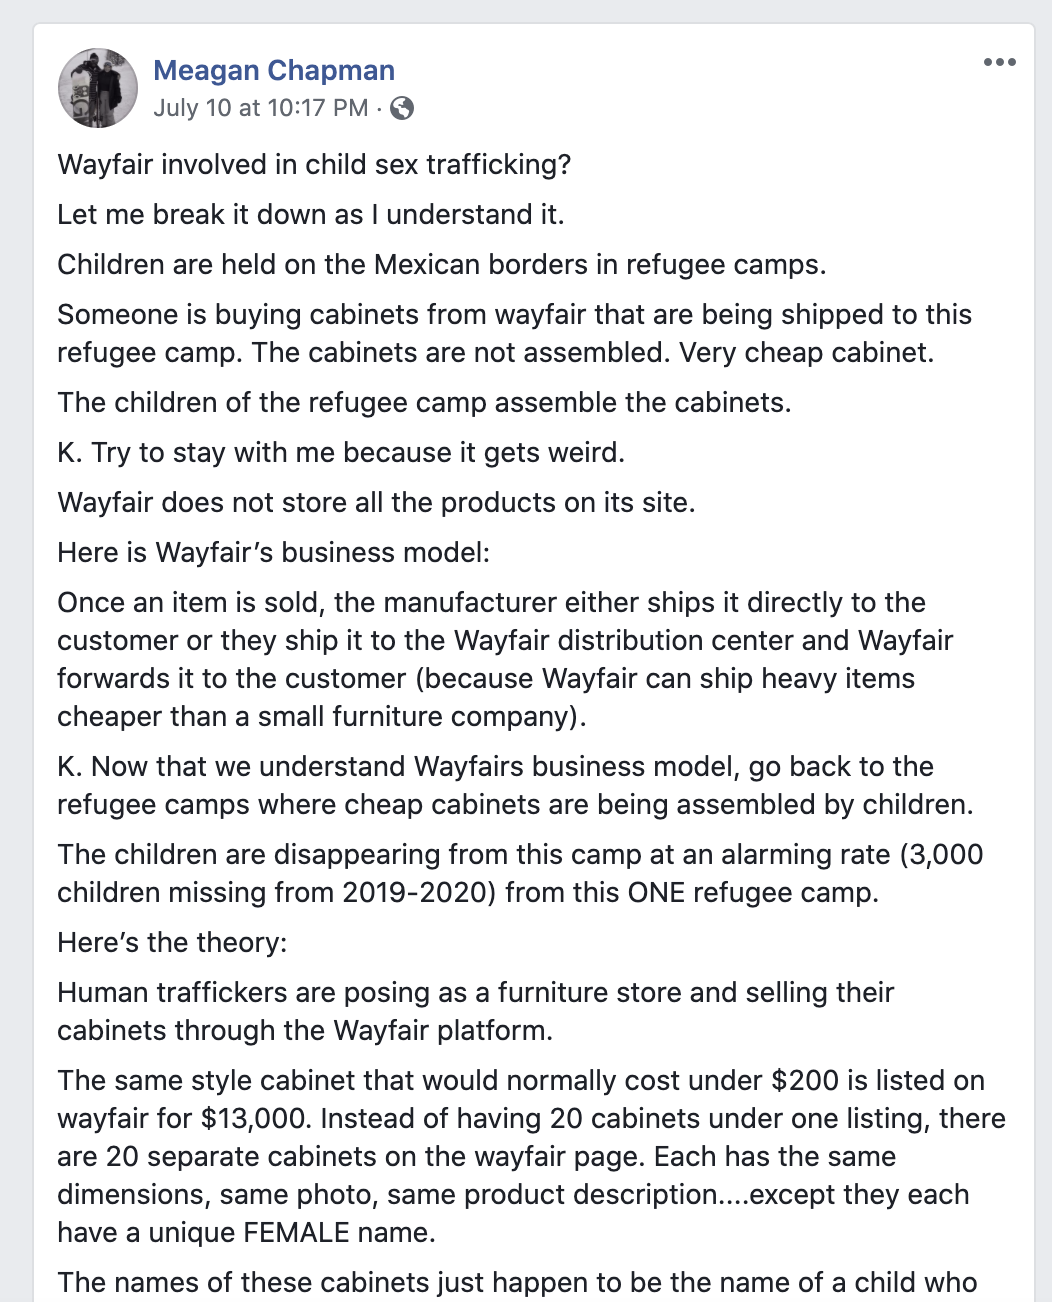 Meagan Chapman
July 10 at 10:17 PM ·
Wayfair involved in child sex trafficking?
Let me break it down as I understand it.
Children are held on the Mexican borders in refugee camps.
Someone is buying cabinets from wayfair that are being shipped to this
refugee camp. The cabinets are not assembled. Very cheap cabinet.
The children of the refugee camp assemble the cabinets.
K. Try to stay with me because it gets weird.
Wayfair does not store all the products on its site.
Here is Wayfair’s business model:
Once an item is sold, the manufacturer either ships it directly to the
customer or they ship it to the Wayfair distribution center and Wayfair
forwards it to the customer (because Wayfair can ship heavy items
cheaper than a small furniture company).
K. Now that we understand Wayfairs business model, go back to the
refugee camps where cheap cabinets are being assembled by children.
The children are disappearing from this camp at an alarming rate (3,000
children missing from 2019-2020) from this ONE refugee camp.
Here’s the theory:
Human traffickers are posing as a furniture store and selling their
cabinets through the Wayfair platform.
The same style cabinet that would normally cost under $200 is listed on
wayfair for $13,000. Instead of having 20 cabinets under one listing, there
are 20 separate cabinets on the wayfair page. Each has the same
dimensions, same photo, same product description....except they each
have a unique FEMALE name.
The names of these cabinets just happen to be the name of a child who